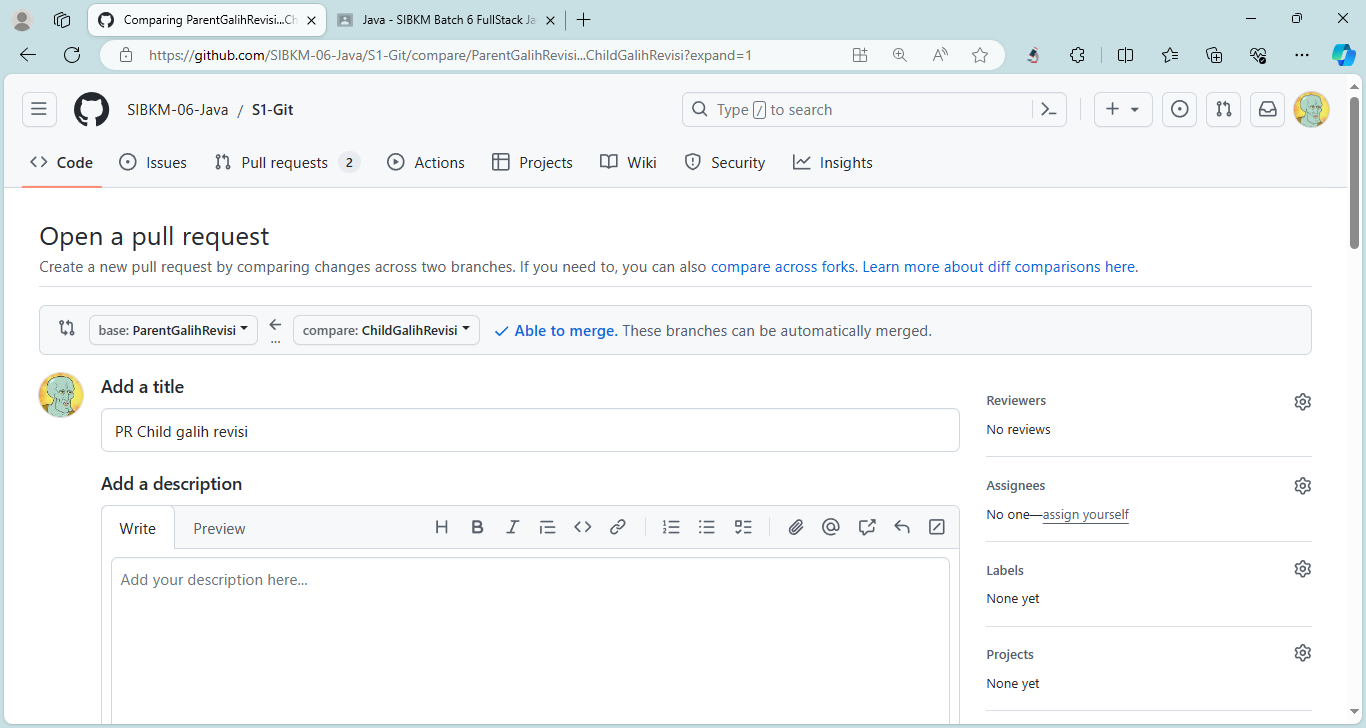 Comparing ParentGalihRevisi...Ch
Java - SIBKM Batch 6 FullStack Ja
https://github.com/SIBKM-06-Java/S1-Git/compare/ParentGalihRevisi...ChildGalihRevisi?expand=1
SIBKM-06-Java / S1-Git
Type / to search
Code Issues Pull requests 2 Actions Projects Wiki Security Insights
Open a pull request
Create a new pull request by comparing changes across two branches. If you need to, you can also compare across forks. Learn more about diff comparisons here.
base: ParentGalihRevisi ... compare: ChildGalihRevisi Able to merge. These branches can be automatically merged.
Add a title
PR Child galih revisi
Add a description
Write Preview
Add your description here...
Reviewers
No reviews
Assignees
No one—assign yourself
Labels
None yet
Projects
None yet